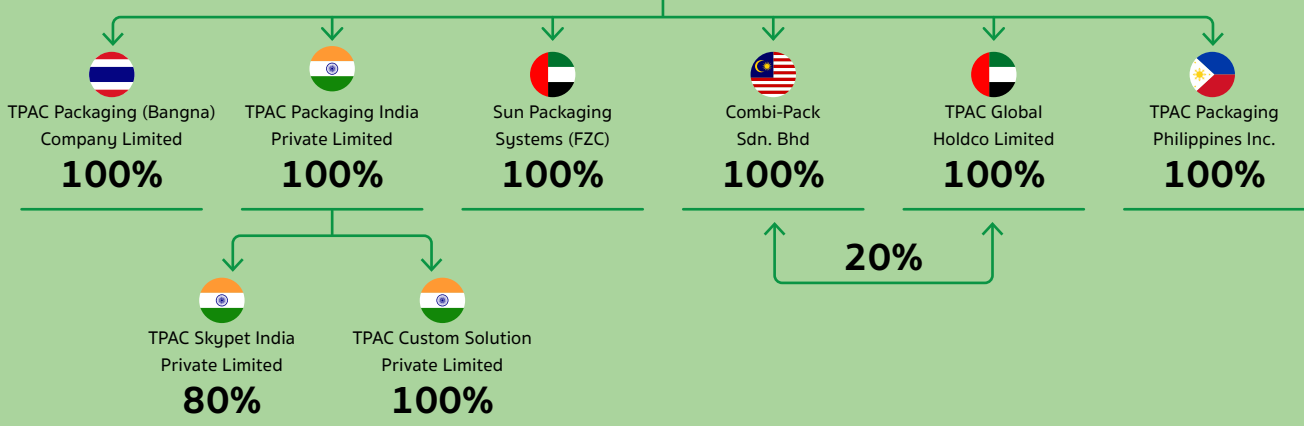 TPAC Packaging (Bangna)
Company Limited
100%
TPAC Packaging India
Private Limited
100%
Sun Packaging
Systems (FZC)
100%
Combi-Pack
Sdn. Bhd
100%
TPAC Global
Holdco Limited
100%
TPAC Packaging
Philippines Inc.
100%
20%
TPAC Skypet India
Private Limited
80%
TPAC Custom Solution
Private Limited
100%